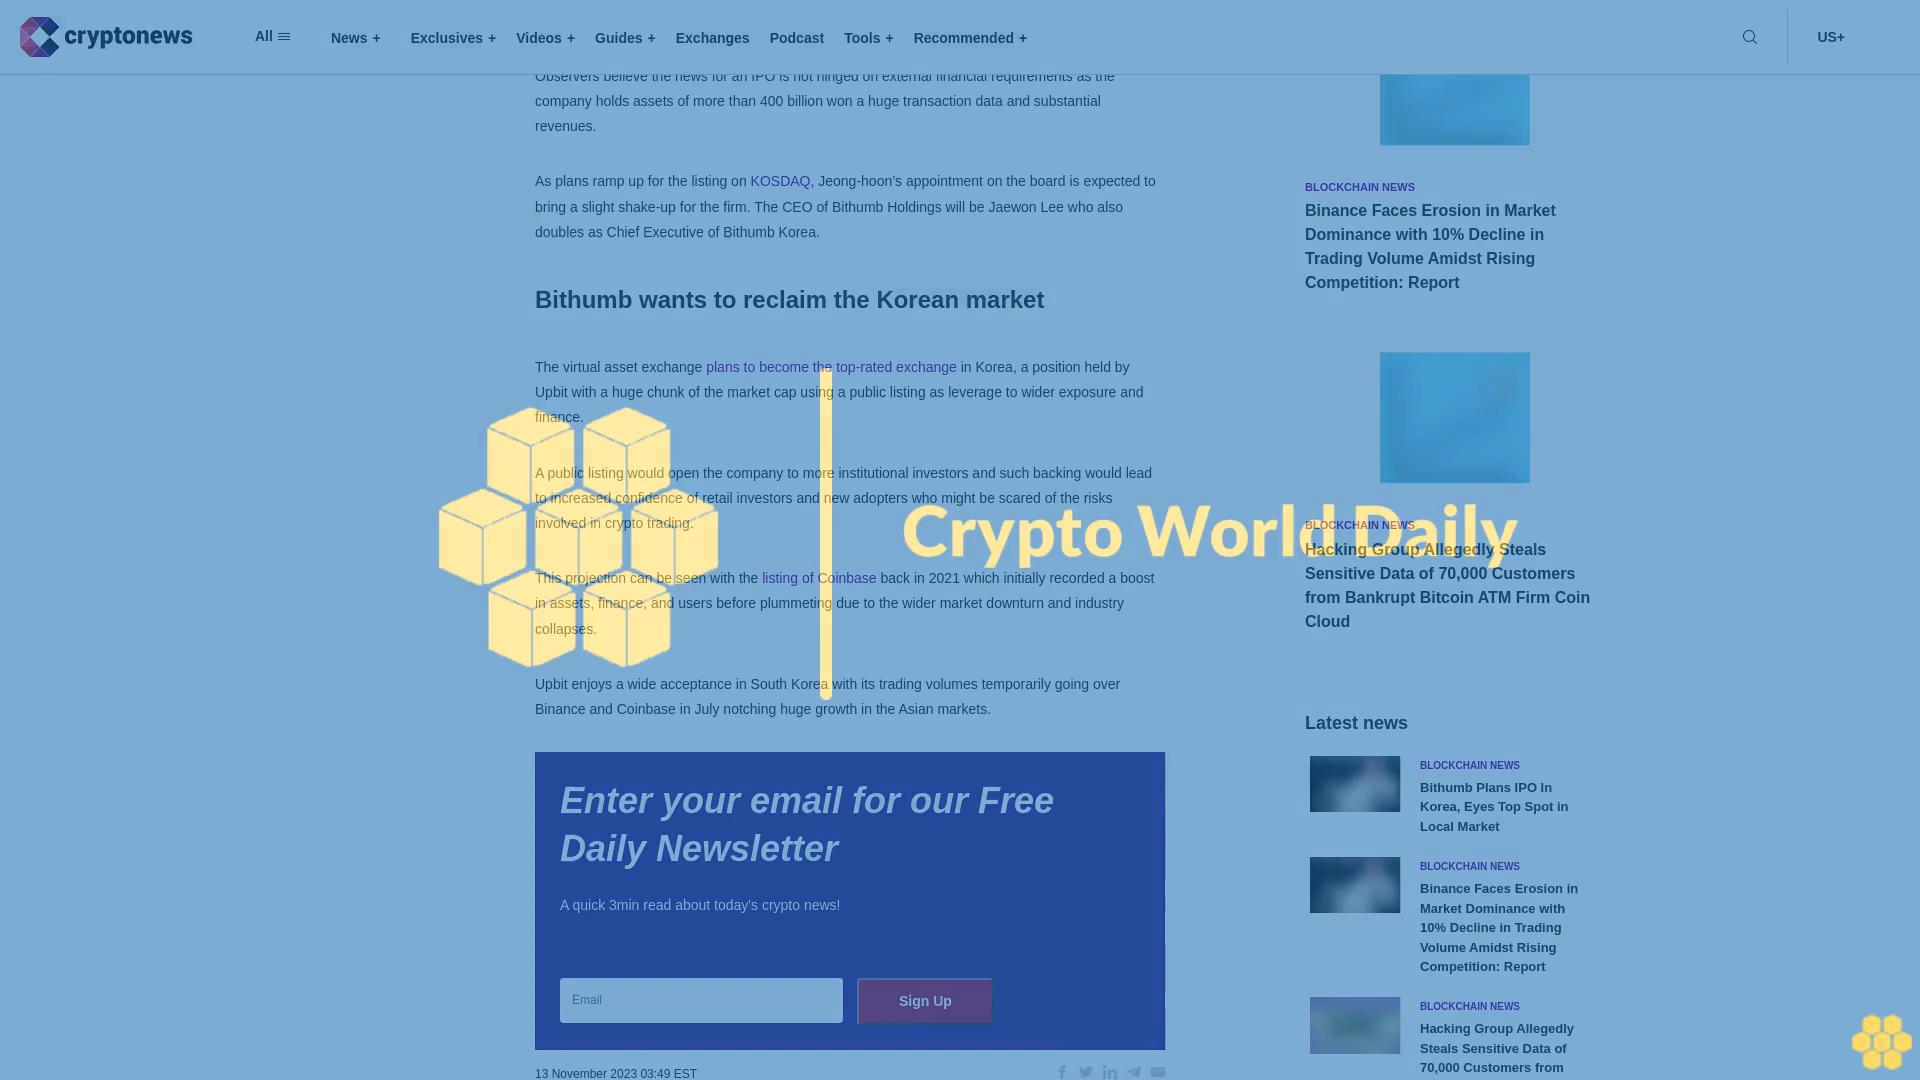 cryptonews
All
News +
Exclusives +
Videos +
Guides +
Exchanges
Podcast
Tools +
Recommended +
US+
Observers believe the news for an IPO is not hinged on external financial requirements as the
company holds assets of more than 400 billion won a huge transaction data and substantial
revenues.
As plans ramp up for the listing on KOSDAQ, Jeong-hoon's appointment on the board is expected to
bring a slight shake-up for the firm. The CEO of Bithumb Holdings will be Jaewon Lee who also
doubles as Chief Executive of Bithumb Korea.
Bithumb wants to reclaim the Korean market
The virtual asset exchange plans to become the top-rated exchange in Korea, a position held by
Upbit with a huge chunk of the market cap using a public listing as leverage to wider exposure and
finance.
A public listing would open the company to more institutional investors and such backing would lead
to increased confidence of retail investors and new adopters who might be scared of the risks
involved in crypto trading.
This projection can be seen with the listing of Coinbase back in 2021 which initially recorded a boost
in assets, finance, and users before plummeting due to the wider market downturn and industry
collapses.
Upbit enjoys a wide acceptance in South Korea with its trading volumes temporarily going over
Binance and Coinbase in July notching huge growth in the Asian markets.
Crypto World Daily
Enter your email for our Free
Daily Newsletter
A quick 3min read about today's crypto news!
Email
Sign Up
13 November 2023 03:49 EST
BLOCKCHAIN NEWS
Binance Faces Erosion in Market
Dominance with 10% Decline in
Trading Volume Amidst Rising
Competition: Report
BLOCKCHAIN NEWS
Hacking Group Allegedly Steals
Sensitive Data of 70,000 Customers
from Bankrupt Bitcoin ATM Firm Coin
Cloud
Latest news
BLOCKCHAIN NEWS
Bithumb Plans IPO In
Korea, Eyes Top Spot in
Local Market
BLOCKCHAIN NEWS
Binance Faces Erosion in
Market Dominance with
10% Decline in Trading
Volume Amidst Rising
Competition: Report
BLOCKCHAIN NEWS
Hacking Group Allegedly
Steals Sensitive Data of
70,000 Customers from